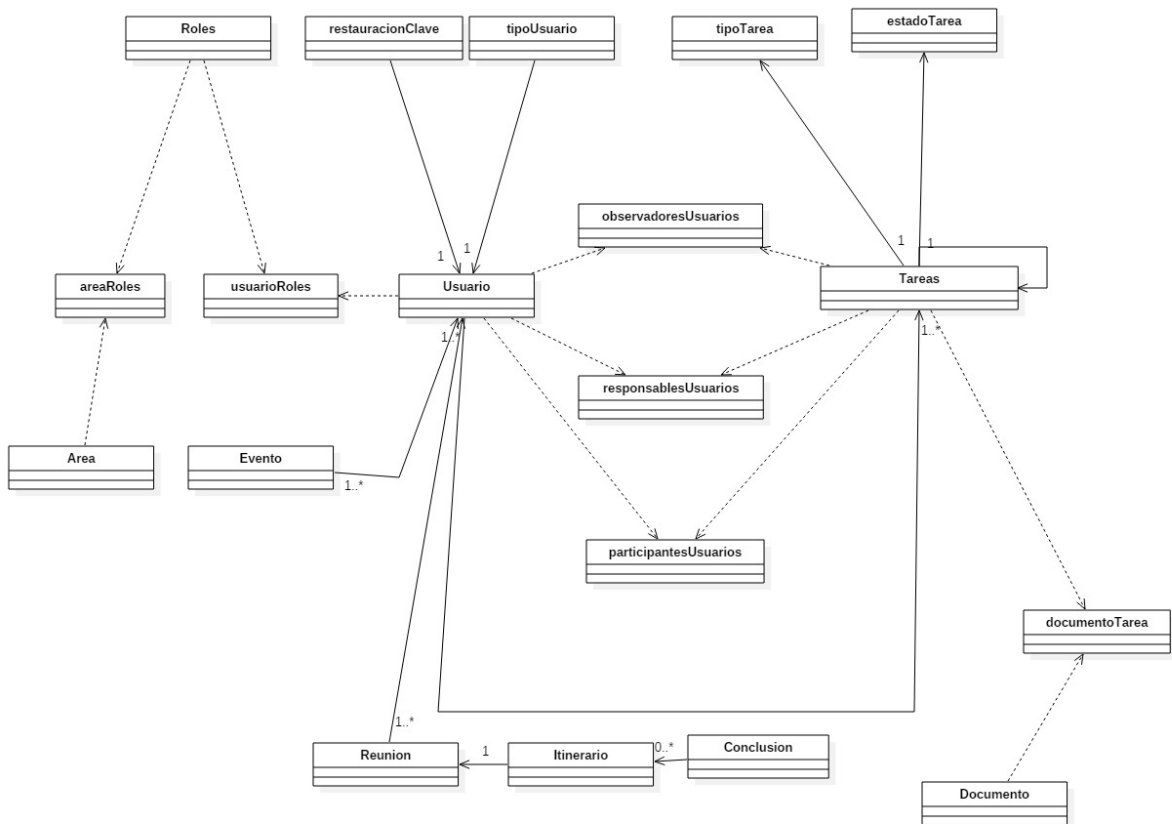 Roles
restauracionClave
tipoUsuario
tipoTarea
estadoTarea
observadoresUsuarios
1
1
1
1
areaRoles
usuarioRoles
Usuario
Tareas
1..*
1..*
responsablesUsuarios
Area
Evento
1..*
participantesUsuarios
documentoTarea
1..*
Reunion
1
Itinerario
0..*
Conclusion
Documento